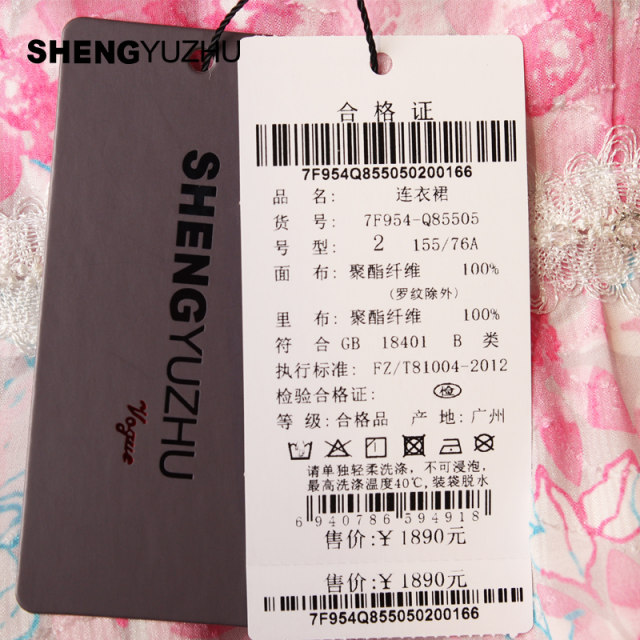 SHENGYUZHU
SHENGYUZHU
Vogue
合格证
7F954Q855050200166
品 名: 连衣裙
货 号: 7F954-Q85505
号 型: 2 155/76A
面 布: 聚酯纤维 100%
(罗纹除外)
里 布: 聚酯纤维 100%
符 合 GB 18401 B 类
执行标准: FZ/T81004-2012
检验合格证: 检
等 级: 合格品 产 地: 广州
请单独轻柔洗涤, 不可浸泡,
最高洗涤温度40℃,装袋脱水
6 940786 594918
售价:¥ 1890元
售价:¥ 1890元
7F954Q855050200166